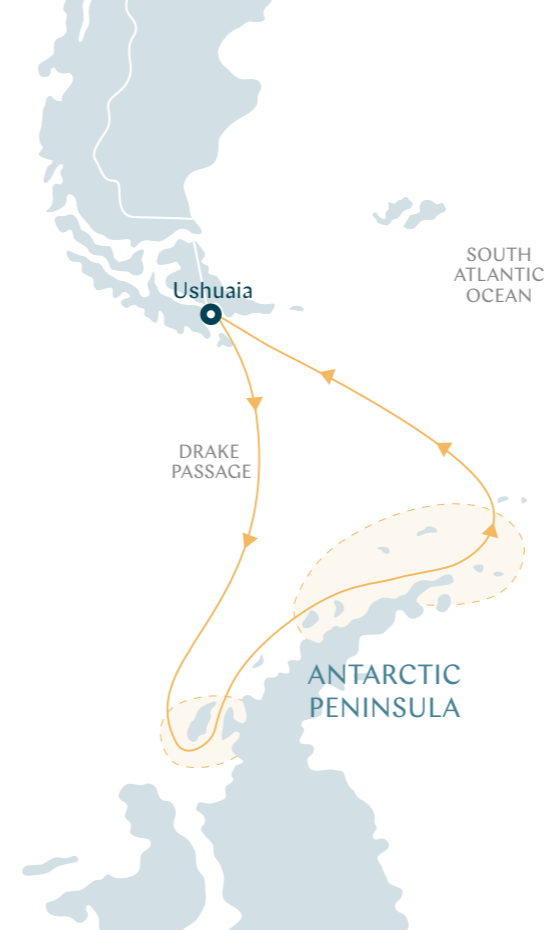 SOUTH
ATLANTIC
OCEAN
Ushuaia
DRAKE
PASSAGE
ANTARCTIC
PENINSULA